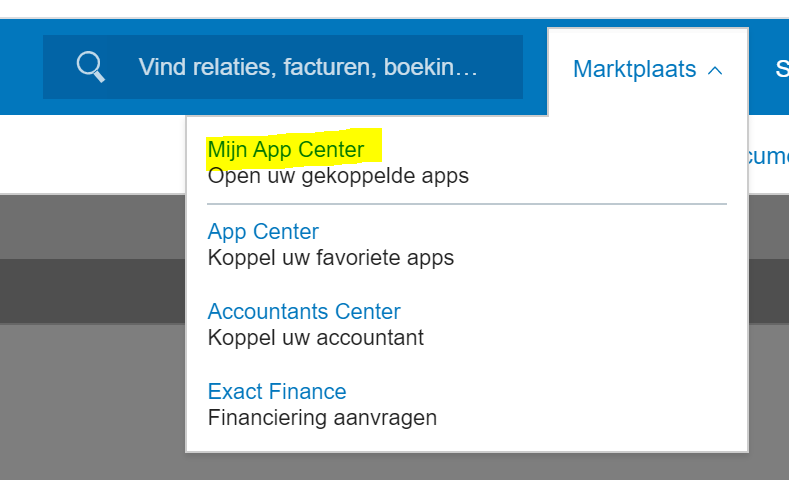 Vind relaties, facturen, boekin…
Marktplaats
Mijn App Center
Open uw gekoppelde apps
App Center
Koppel uw favoriete apps
Accountants Center
Koppel uw accountant
Exact Finance
Financiering aanvragen